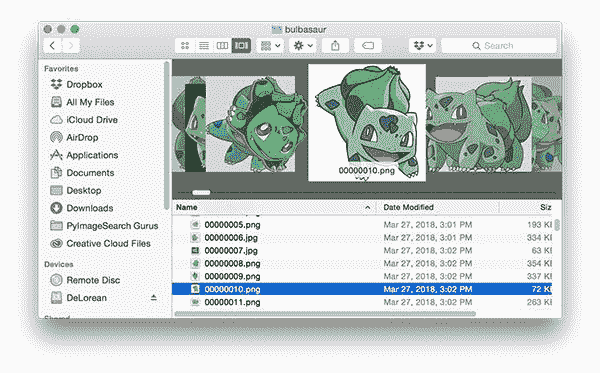 bulbasaur
Search
Favorites
Dropbox
All My Files
iCloud Drive
AirDrop
Applications
Documents
Desktop
Downloads
PyImageSearch Gurus
Creative Cloud Files
Devices
Remote Disc
DeLorean
00000010.png
Name Date Modified Siz
00000005.png Mar 27, 2018, 3:01 PM 193 K
00000006.jpg Mar 27, 2018, 3:01 PM 334 K
00000007.jpg Mar 27, 2018, 3:02 PM 63 K
00000008.png Mar 27, 2018, 3:02 PM 354 K
00000009.png Mar 27, 2018, 3:02 PM 337 K
00000010.png Mar 27, 2018, 3:02 PM 72 K
00000011.png Mar 27, 2018, 3:02 PM 263 K